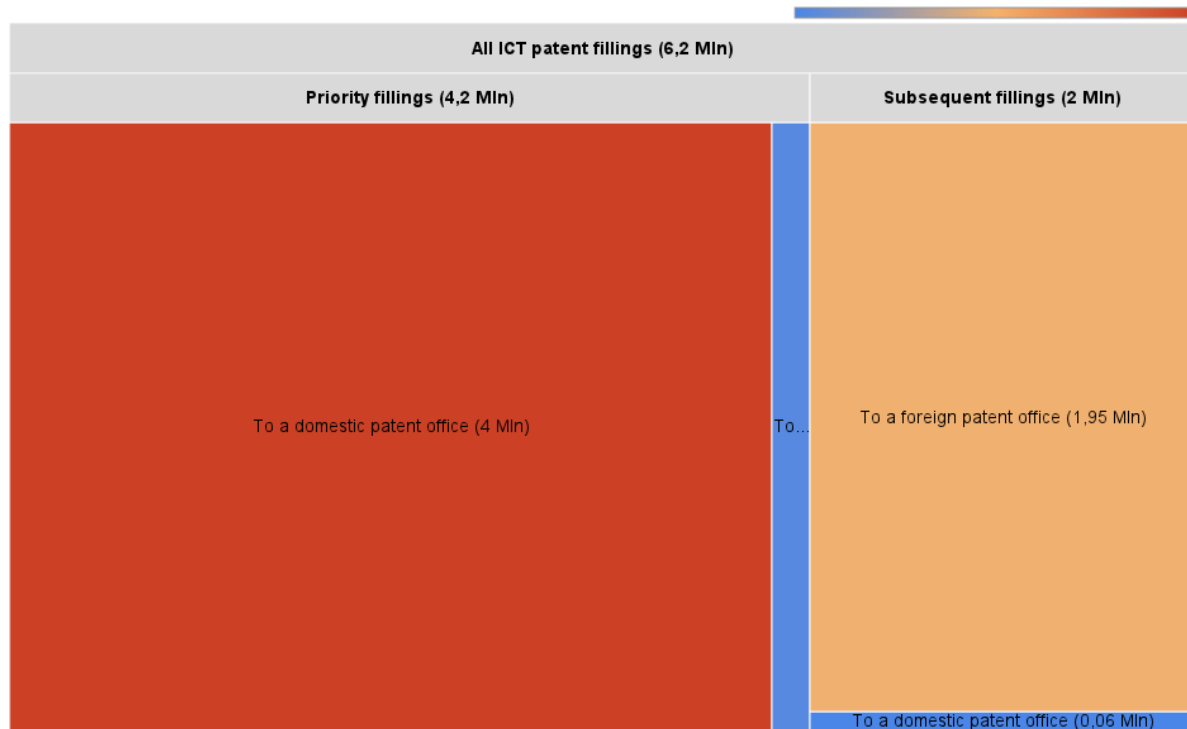 All ICT patent fillings (6,2 Mln)
Priority fillings (4,2 Mln)
Subsequent fillings (2 Mln)
To a domestic patent office (4 Mln)
To...
To a foreign patent office (1,95 Mln)
To a domestic patent office (0,06 Mln)